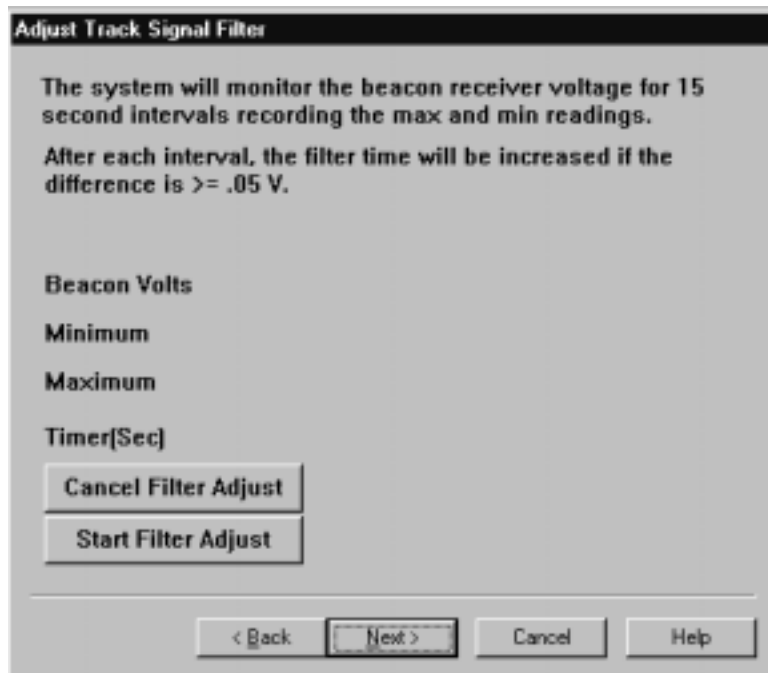 Adjust Track Signal Filter
The system will monitor the beacon receiver voltage for 15
second intervals recording the max and min readings.
After each interval, the filter time will be increased if the
difference is >= .05 V.
Beacon Volts
Minimum
Maximum
Timer(Sec)
Cancel Filter Adjust
Start Filter Adjust
< Back Next > Cancel Help